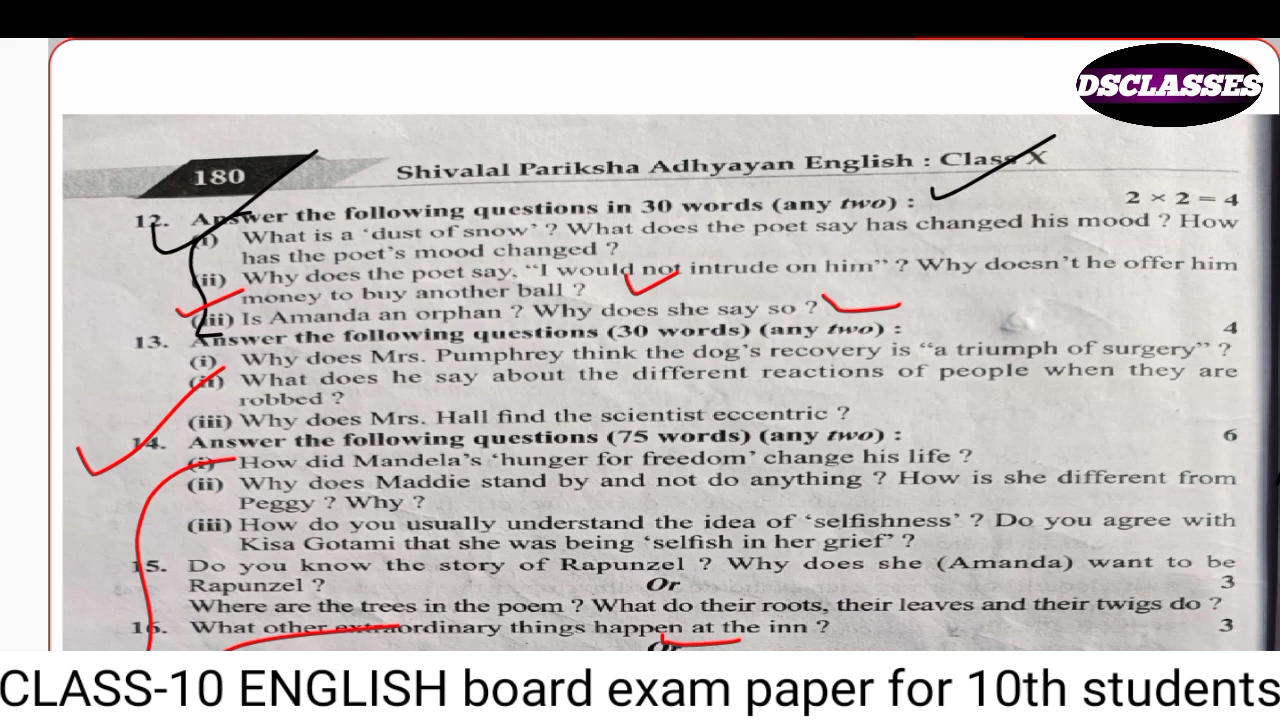 DSCLASSES
180 Shivalal Pariksha Adhyayan English : Class X
12. Answer the following questions in 30 words (any two) : 2 × 2 = 4
(i) What is a ‘dust of snow’ ? What does the poet say has changed his mood ? How
has the poet’s mood changed ?
(ii) Why does the poet say, “I would not intrude on him” ? Why doesn’t he offer him
money to buy another ball ?
(iii) Is Amanda an orphan ? Why does she say so ?
13. Answer the following questions (30 words) (any two) : 4
(i) Why does Mrs. Pumphrey think the dog’s recovery is “a triumph of surgery” ?
(ii) What does he say about the different reactions of people when they are
robbed ?
(iii) Why does Mrs. Hall find the scientist eccentric ?
14. Answer the following questions (75 words) (any two) : 6
(i) How did Mandela’s ‘hunger for freedom’ change his life ?
(ii) Why does Maddie stand by and not do anything ? How is she different from
Peggy ? Why ?
(iii) How do you usually understand the idea of ‘selfishness’ ? Do you agree with
Kisa Gotami that she was being ‘selfish in her grief’ ?
15. Do you know the story of Rapunzel ? Why does she (Amanda) want to be
Rapunzel ? Or 3
Where are the trees in the poem ? What do their roots, their leaves and their twigs do ?
16. What other extraordinary things happen at the inn ? 3
Or
CLASS-10 ENGLISH board exam paper for 10th students